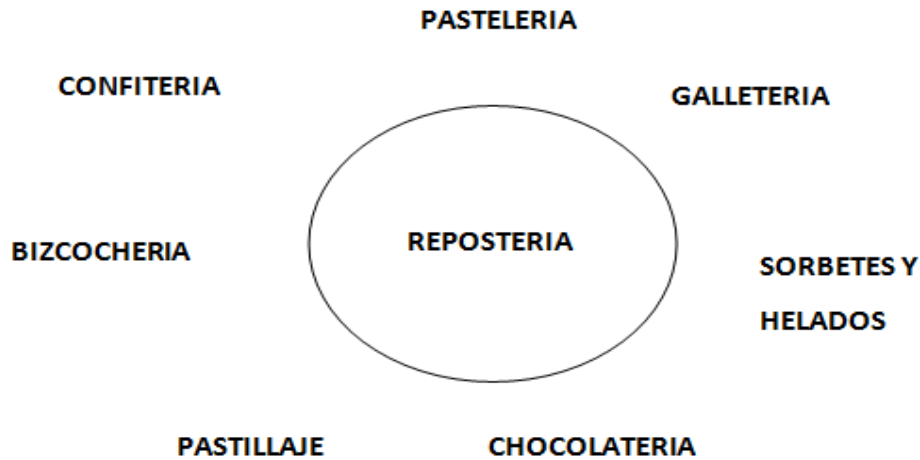 PASTELERIA
CONFITERIA
GALLETERIA
BIZCOCHERIA
REPOSTERIA
SORBETES Y
HELADOS
PASTILLAJE
CHOCOLATERIA